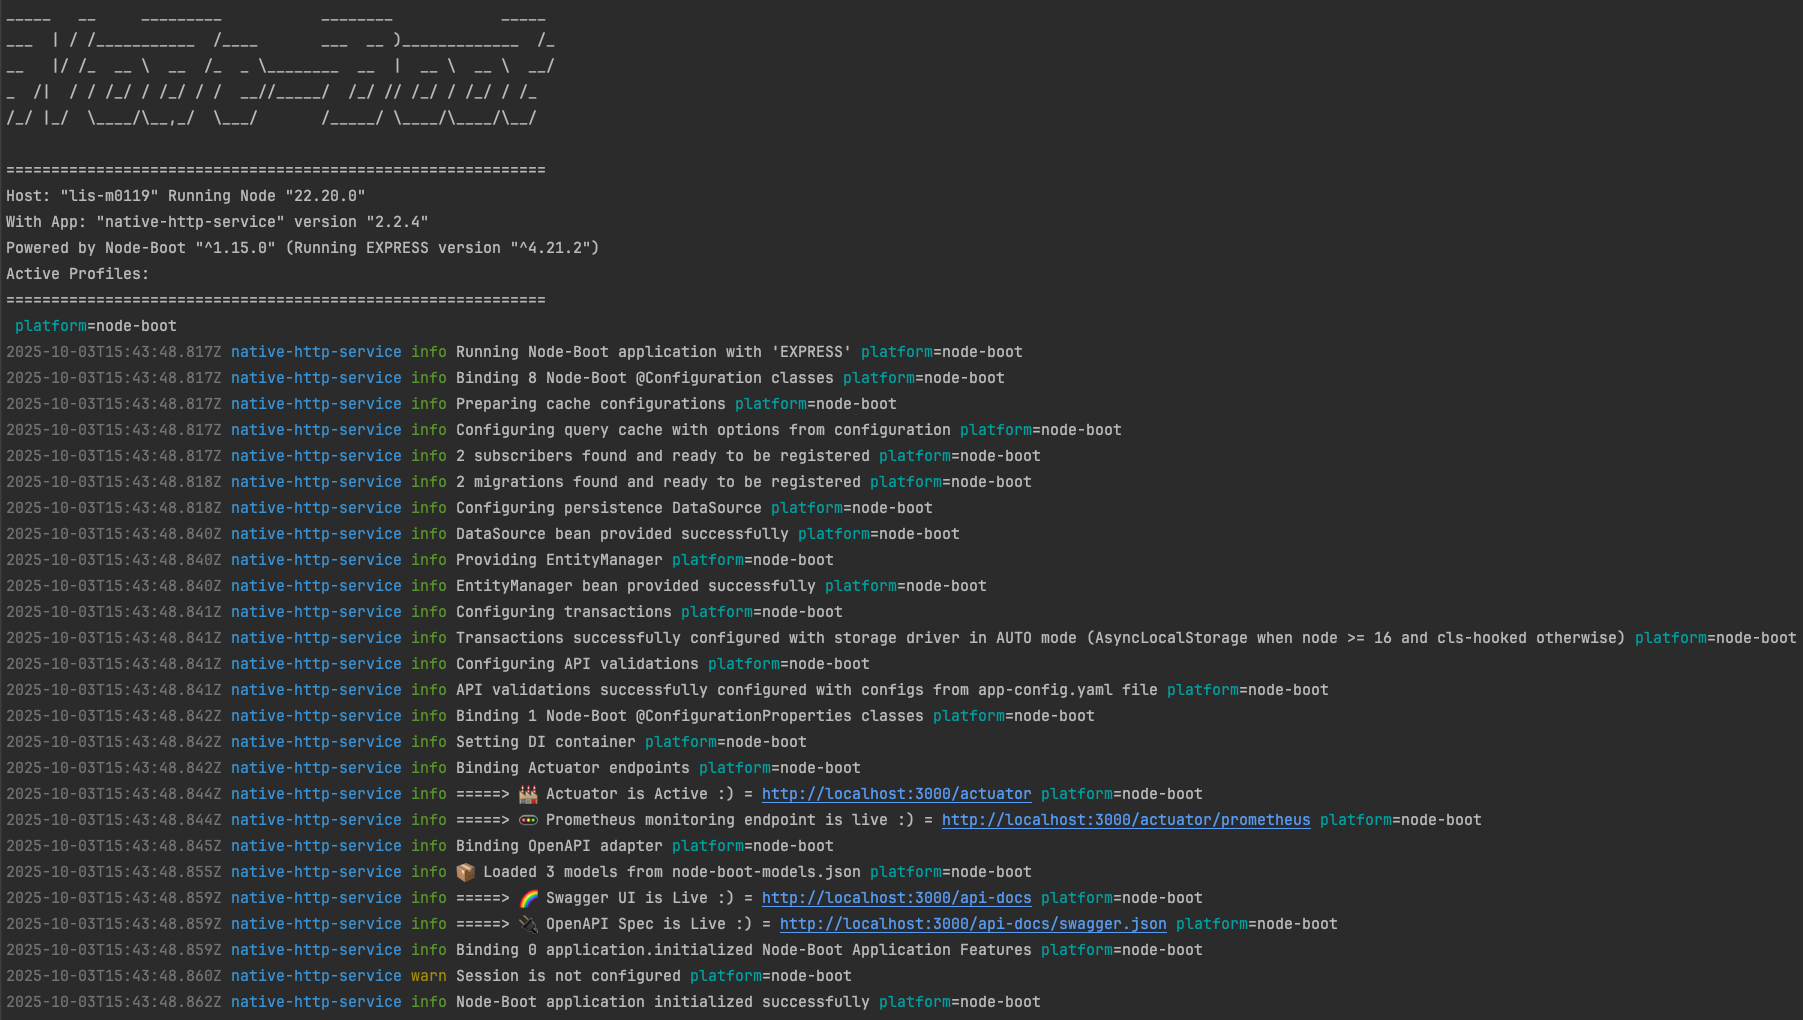 _____   __     _________           ________            _____
___  | / /___________  /____       ___  __ )_____________  /_
__   |/ /_  __ \  __  /_  _ \________  __  |  __ \  __ \  __/
_  /|  / / /_/ / /_/ / /  __//_____/  /_/ // /_/ / /_/ / /_
/_/ |_/  \____/\__,_/  \___/       /_____/ \____/\____/\__/
============================================================
Host: "lis-m0119" Running Node "22.20.0"
With App: "native-http-service" version "2.2.4"
Powered by Node-Boot "^1.15.0" (Running EXPRESS version "^4.21.2")
Active Profiles:
============================================================
platform=node-boot
2025-10-03T15:43:48.817Z native-http-service info Running Node-Boot application with 'EXPRESS' platform=node-boot
2025-10-03T15:43:48.817Z native-http-service info Binding 8 Node-Boot @Configuration classes platform=node-boot
2025-10-03T15:43:48.817Z native-http-service info Preparing cache configurations platform=node-boot
2025-10-03T15:43:48.817Z native-http-service info Configuring query cache with options from configuration platform=node-boot
2025-10-03T15:43:48.817Z native-http-service info 2 subscribers found and ready to be registered platform=node-boot
2025-10-03T15:43:48.818Z native-http-service info 2 migrations found and ready to be registered platform=node-boot
2025-10-03T15:43:48.818Z native-http-service info Configuring persistence DataSource platform=node-boot
2025-10-03T15:43:48.840Z native-http-service info DataSource bean provided successfully platform=node-boot
2025-10-03T15:43:48.840Z native-http-service info Providing EntityManager platform=node-boot
2025-10-03T15:43:48.840Z native-http-service info EntityManager bean provided successfully platform=node-boot
2025-10-03T15:43:48.841Z native-http-service info Configuring transactions platform=node-boot
2025-10-03T15:43:48.841Z native-http-service info Transactions successfully configured with storage driver in AUTO mode (AsyncLocalStorage when node >= 16 and cls-hooked otherwise) platform=node-boot
2025-10-03T15:43:48.841Z native-http-service info Configuring API validations platform=node-boot
2025-10-03T15:43:48.841Z native-http-service info API validations successfully configured with configs from app-config.yaml file platform=node-boot
2025-10-03T15:43:48.842Z native-http-service info Binding 1 Node-Boot @ConfigurationProperties classes platform=node-boot
2025-10-03T15:43:48.842Z native-http-service info Setting DI container platform=node-boot
2025-10-03T15:43:48.842Z native-http-service info Binding Actuator endpoints platform=node-boot
2025-10-03T15:43:48.844Z native-http-service info =====> 🏭 Actuator is Active :) = http://localhost:3000/actuator platform=node-boot
2025-10-03T15:43:48.844Z native-http-service info =====> 🚥 Prometheus monitoring endpoint is live :) = http://localhost:3000/actuator/prometheus platform=node-boot
2025-10-03T15:43:48.845Z native-http-service info Binding OpenAPI adapter platform=node-boot
2025-10-03T15:43:48.855Z native-http-service info 📦 Loaded 3 models from node-boot-models.json platform=node-boot
2025-10-03T15:43:48.859Z native-http-service info =====> 🌈 Swagger UI is Live :) = http://localhost:3000/api-docs platform=node-boot
2025-10-03T15:43:48.859Z native-http-service info =====> 🔌 OpenAPI Spec is Live :) = http://localhost:3000/api-docs/swagger.json platform=node-boot
2025-10-03T15:43:48.859Z native-http-service info Binding 0 application.initialized Node-Boot Application Features platform=node-boot
2025-10-03T15:43:48.860Z native-http-service warn Session is not configured platform=node-boot
2025-10-03T15:43:48.862Z native-http-service info Node-Boot application initialized successfully platform=node-boot